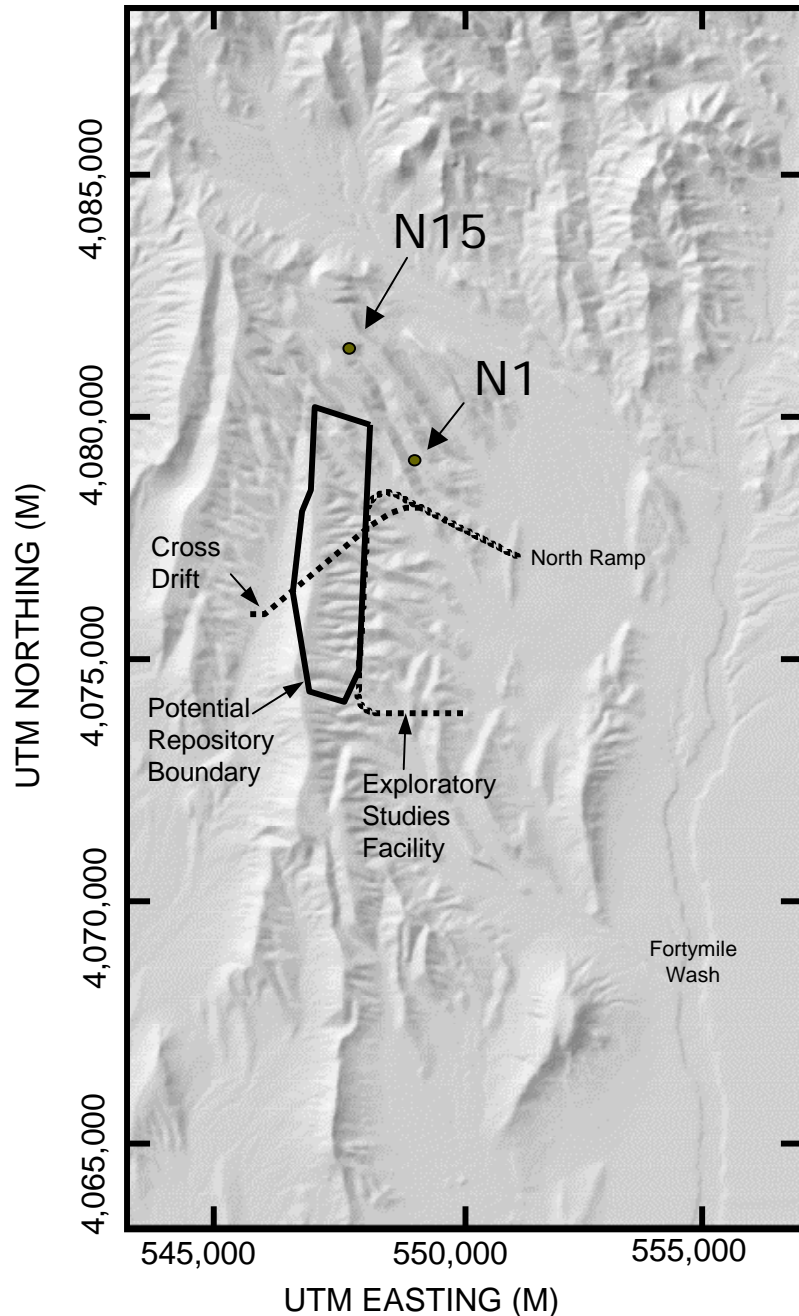 4,085,000
N15
N1
4,080,000
UTM NORTHING (M)
Cross
Drift
North Ramp
4,075,000
Potential
Repository
Boundary
Exploratory
Studies
Facility
4,070,000
Fortymile
Wash
4,065,000
545,000
550,000
555,000
UTM EASTING (M)